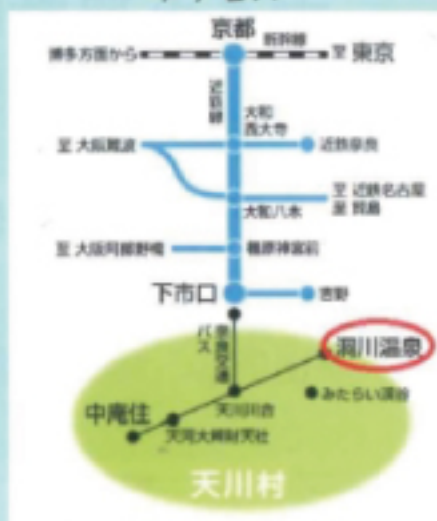 京都
新幹線
博多方面から
至 東京
近鉄線
大和
西大寺
至 大阪難波
近鉄奈良
大和八木
至 近鉄名古屋
至 賢島
至 大阪阿部野橋
橿原神宮前
下市口
吉野
奈良交通
バス
洞川温泉
天川川合
みたらい渓谷
中庵住
天河大辨財天社
天川村